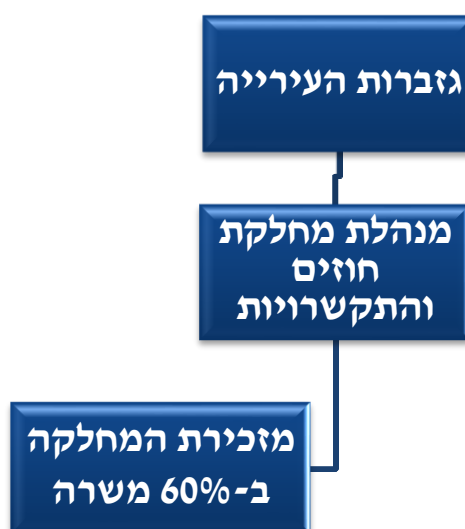 גזברות העירייה
מנהלת מחלקת
חוזים
והתקשרויות
מזכירת המחלקה
ב-60% משרה